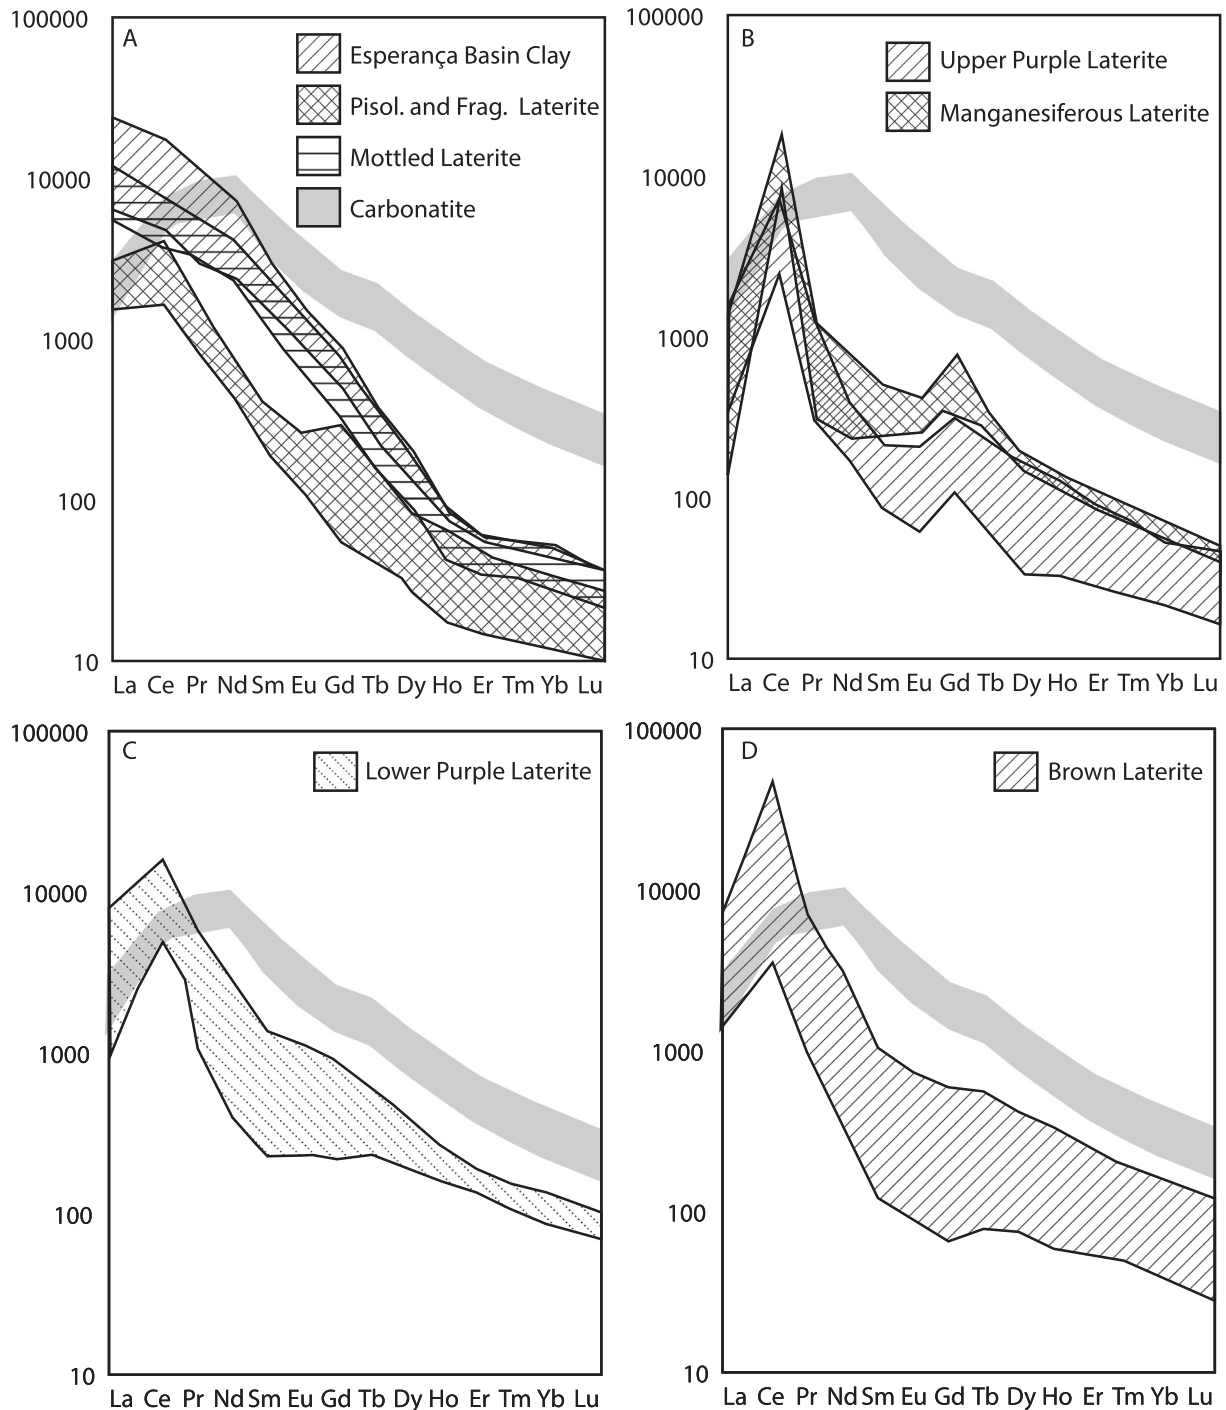 100000
10000
1000
100
10
A
Esperança Basin Clay
Pisol. and Frag. Laterite
Mottled Laterite
Carbonatite
La Ce Pr Nd Sm Eu Gd Tb Dy Ho Er Tm Yb Lu
100000
10000
1000
100
10
B
Upper Purple Laterite
Manganesiferous Laterite
La Ce Pr Nd Sm Eu Gd Tb Dy Ho Er Tm Yb Lu
100000
10000
1000
100
10
C
Lower Purple Laterite
La Ce Pr Nd Sm Eu Gd Tb Dy Ho Er Tm Yb Lu
100000
10000
1000
100
10
D
Brown Laterite
La Ce Pr Nd Sm Eu Gd Tb Dy Ho Er Tm Yb Lu